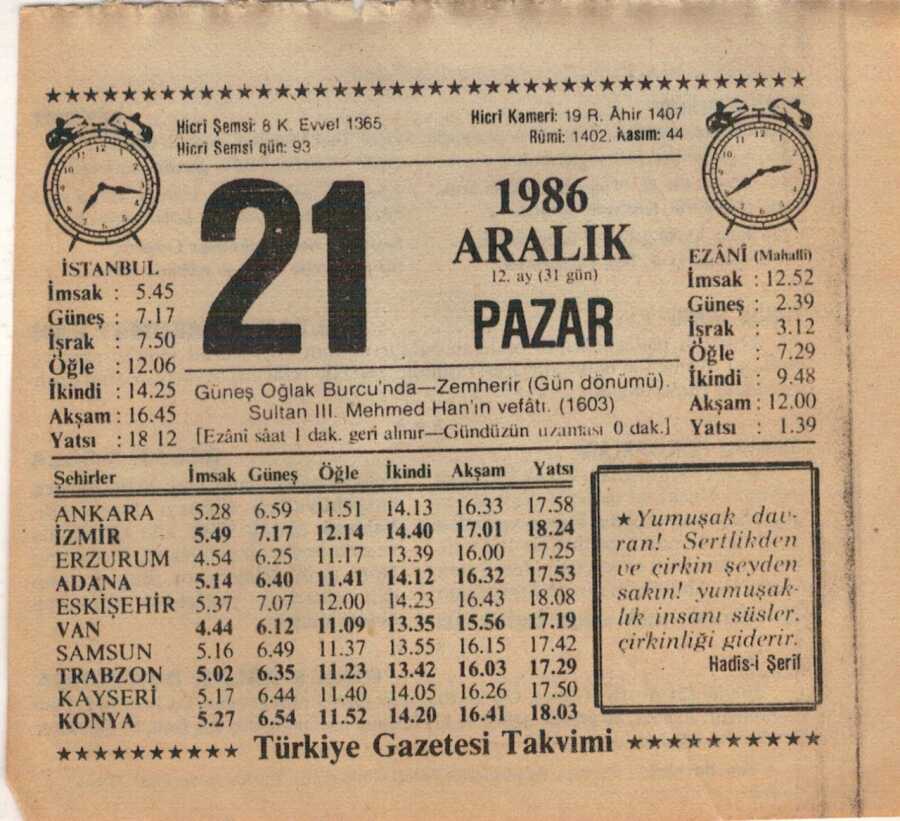 Hicrî Şemsî: 8 K. Evvel 1365
Hicrî Şemsî gün: 93
Hicri Kameri: 19 R. Âhir 1407
Rûmi: 1402. Kasım: 44
21
1986
ARALIK
12. ay (31 gün)
PAZAR
İSTANBUL
İmsak : 5.45
Güneş : 7.17
İşrak : 7.50
Öğle : 12.06
İkindi : 14.25
Akşam : 16.45
Yatsı : 18 12
EZÂNÎ (Mahallî)
İmsak : 12.52
Güneş : 2.39
İşrak : 3.12
Öğle : 7.29
İkindi : 9.48
Akşam : 12.00
Yatsı : 1.39
Güneş Oğlak Burcu'nda—Zemherir (Gün dönümü).
Sultan III. Mehmed Han'ın vefâtı. (1603)
[Ezânî sâat 1 dak. geri alınır—Gündüzün uzaması 0 dak.]
Şehirler İmsak Güneş Öğle İkindi Akşam Yatsı
ANKARA 5.28 6.59 11.51 14.13 16.33 17.58
İZMİR 5.49 7.17 12.14 14.40 17.01 18.24
ERZURUM 4.54 6.25 11.17 13.39 16.00 17.25
ADANA 5.14 6.40 11.41 14.12 16.32 17.53
ESKİŞEHİR 5.37 7.07 12.00 14.23 16.43 18.08
VAN 4.44 6.12 11.09 13.35 15.56 17.19
SAMSUN 5.16 6.49 11.37 13.55 16.15 17.42
TRABZON 5.02 6.35 11.23 13.42 16.03 17.29
KAYSERİ 5.17 6.44 11.40 14.05 16.26 17.50
KONYA 5.27 6.54 11.52 14.20 16.41 18.03
★ Yumuşak dav-
ran! Sertlikden
ve çirkin şeyden
sakın! yumuşak-
lık insanı süsler,
çirkinliği giderir.
Hadîs-i Şerîf
★★★★★★★★★★ Türkiye Gazetesi Takvimi ★★★★★★★★★★